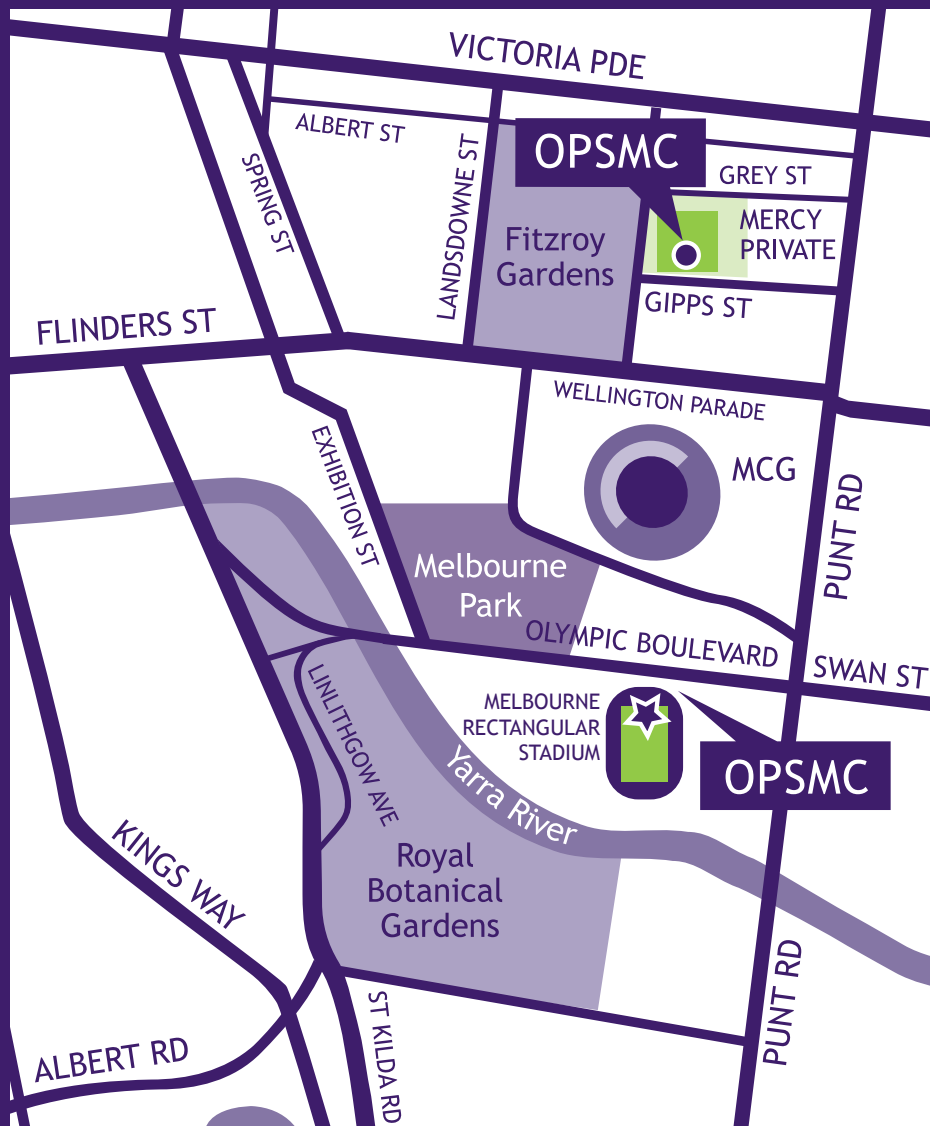 VICTORIA PDE
ALBERT ST
LANSDOWNE ST
OPSMC
GREY ST
SPRING ST
MERCY
PRIVATE
Fitzroy
Gardens
GIPPS ST
FLINDERS ST
WELLINGTON PARADE
EXHIBITION ST
MCG
PUNT RD
Melbourne
Park
OLYMPIC BOULEVARD
SWAN ST
LINLITHGOW AVE
MELBOURNE
RECTANGULAR
STADIUM
OPSMC
Yarra River
KINGS WAY
Royal
Botanical
Gardens
PUNT RD
ST KILDA RD
ALBERT RD